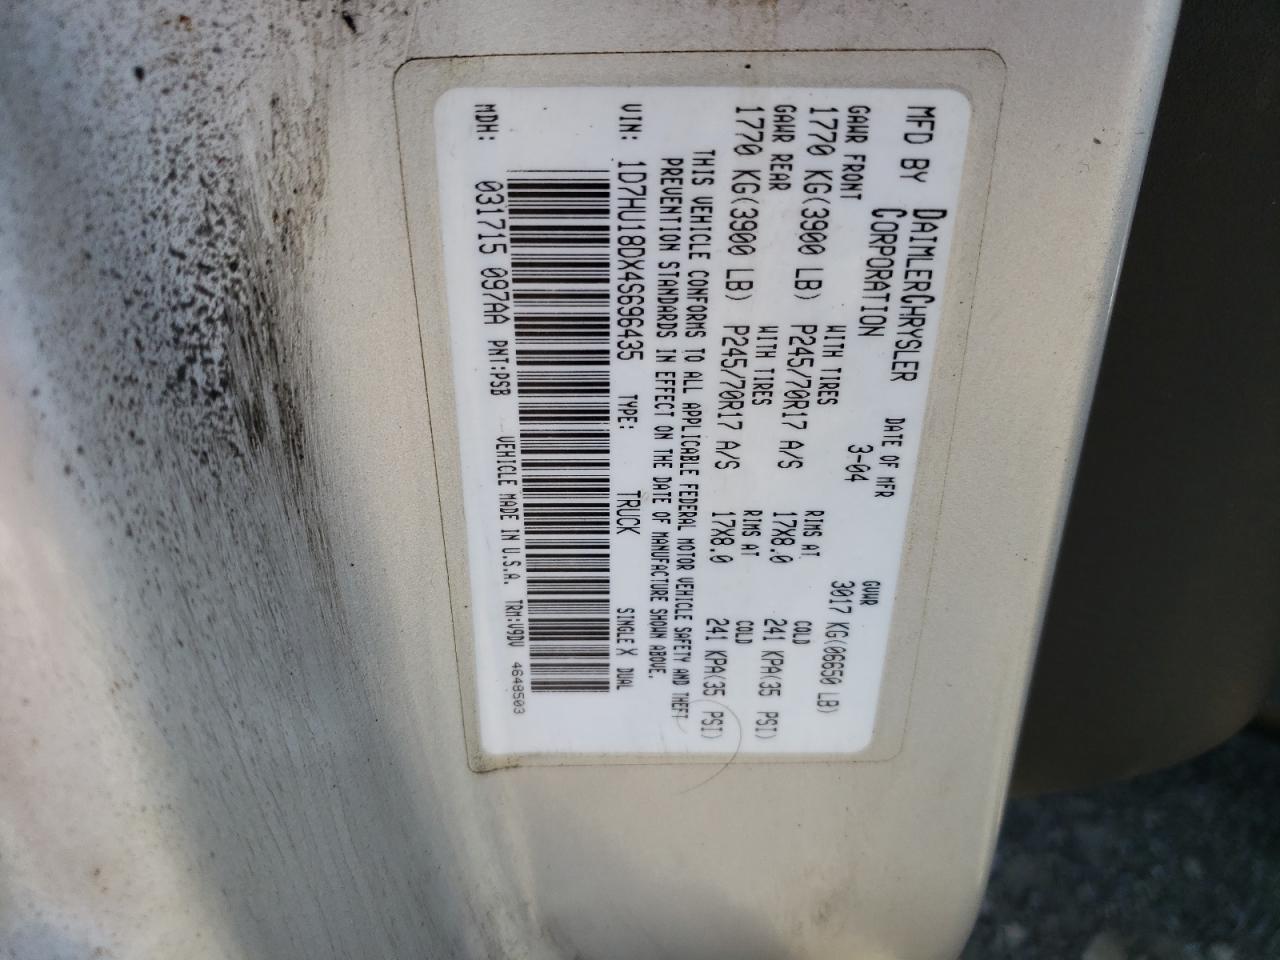 MFD BY DAIMLERCHRYSLER CORPORATION DATE OF MFR 3-04 GVWR 3017 KG(06650 LB)
GAWR FRONT WITH TIRES RIMS AT COLD
1770 KG(3900 LB) P245/70R17 A/S 17X8.0 241 KPA(35 PSI)
GAWR REAR WITH TIRES RIMS AT COLD
1770 KG(3900 LB) P245/70R17 A/S 17X8.0 241 KPA(35 PSI)
THIS VEHICLE CONFORMS TO ALL APPLICABLE FEDERAL MOTOR VEHICLE SAFETY AND THEFT
PREVENTION STANDARDS IN EFFECT ON THE DATE OF MANUFACTURE SHOWN ABOVE.
VIN: 1D7HU18DX4S696435 TYPE: TRUCK SINGLE X DUAL
MDH: 031715 097AA PNT:PSB VEHICLE MADE IN U.S.A. TRM:V9DV 4648503